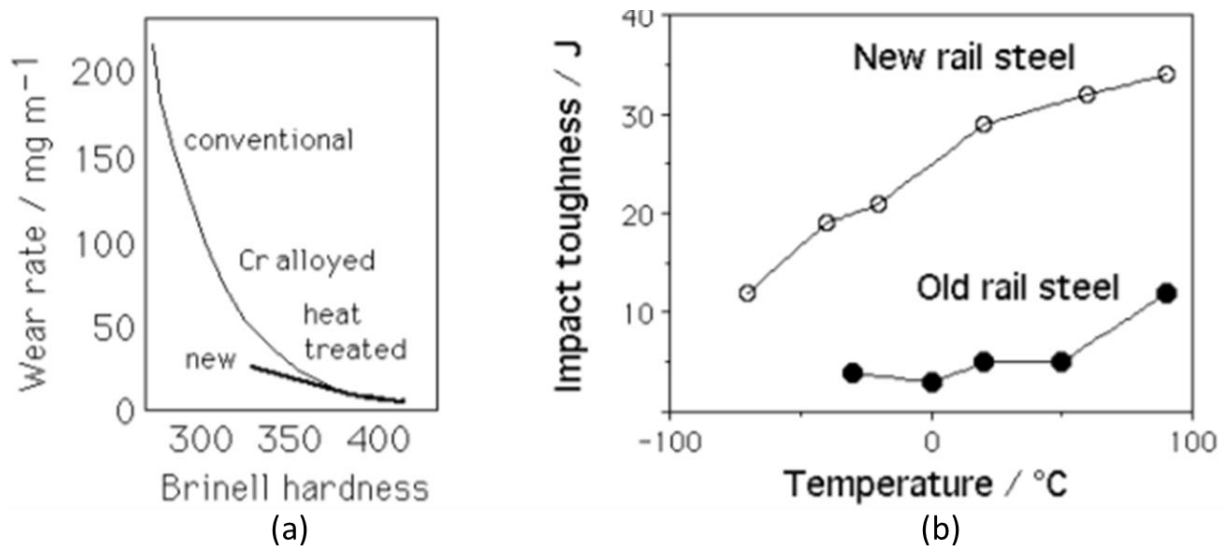 Wear rate / mg m⁻¹
200
150
100
50
0
conventional
Cr alloyed
heat
treated
new
300 350 400
Brinell hardness
(a)
Impact toughness / J
40
30
20
10
New rail steel
Old rail steel
-100 0 100
Temperature / °C
(b)